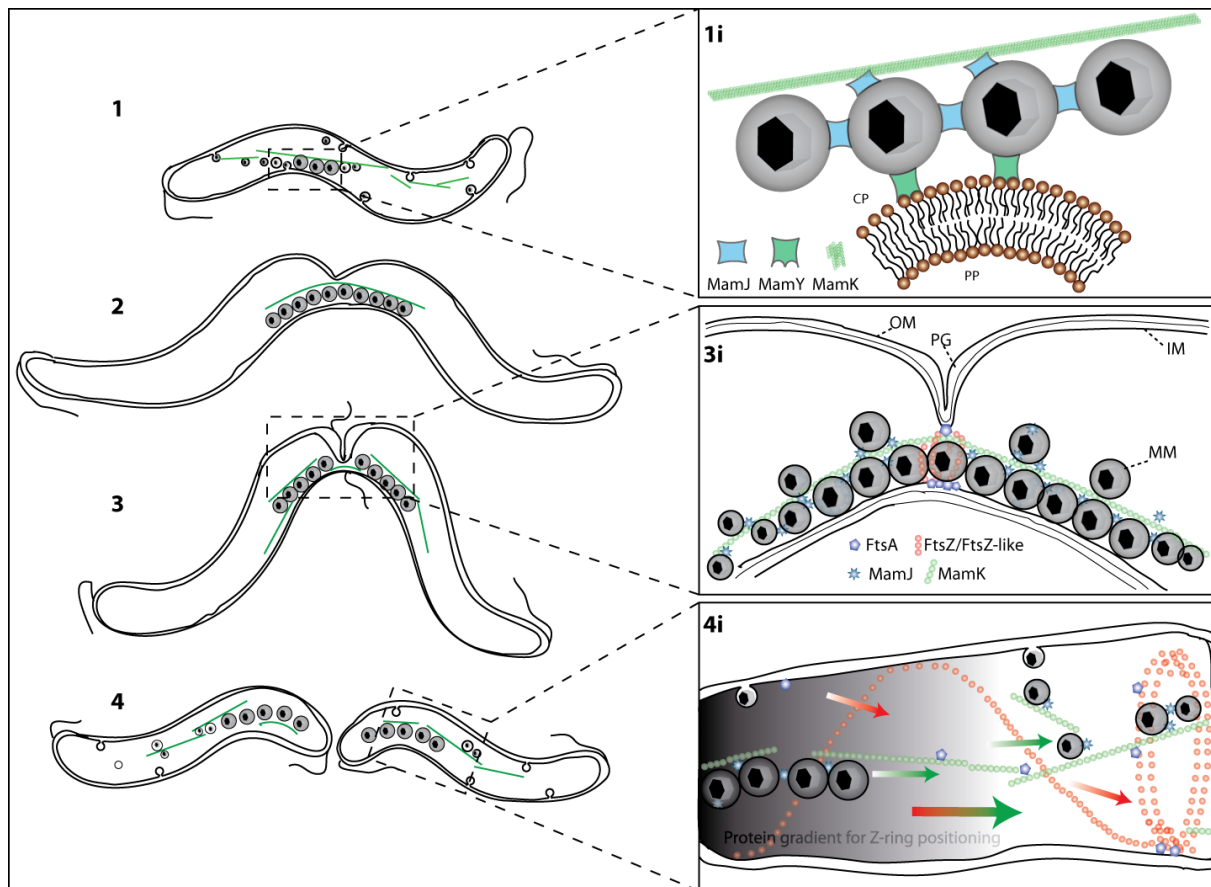 1
2
3
4
1i
CP
PP
MamJ MamY MamK
3i
OM
PG
IM
MM
FtsA FtsZ/FtsZ-like
MamJ MamK
4i
Protein gradient for Z-ring positioning